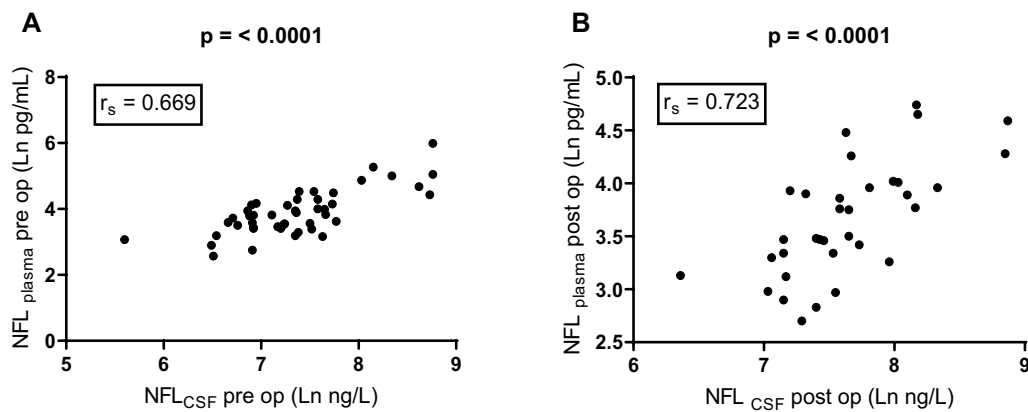 A
p = < 0.0001
r_s = 0.669
NFL plasma pre op (Ln pg/mL)
8
6
4
2
0
5
6
7
8
9
NFL_CSF pre op (Ln ng/L)
B
p = < 0.0001
r_s = 0.723
NFL plasma post op (Ln pg/mL)
5.0
4.5
4.0
3.5
3.0
2.5
6
7
8
9
NFL CSF post op (Ln ng/L)